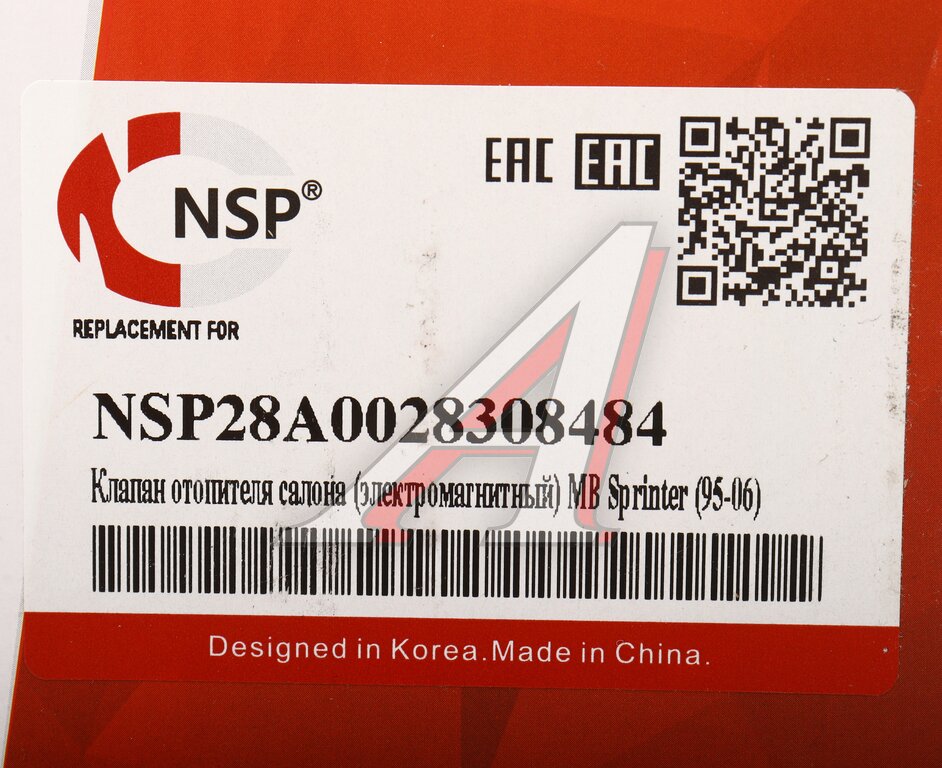 NSP®
EAC EAC
REPLACEMENT FOR
NSP28A0028308484
Клапан отопителя салона (электромагнитный) MB Sprinter (95-06)
Designed in Korea.Made in China.